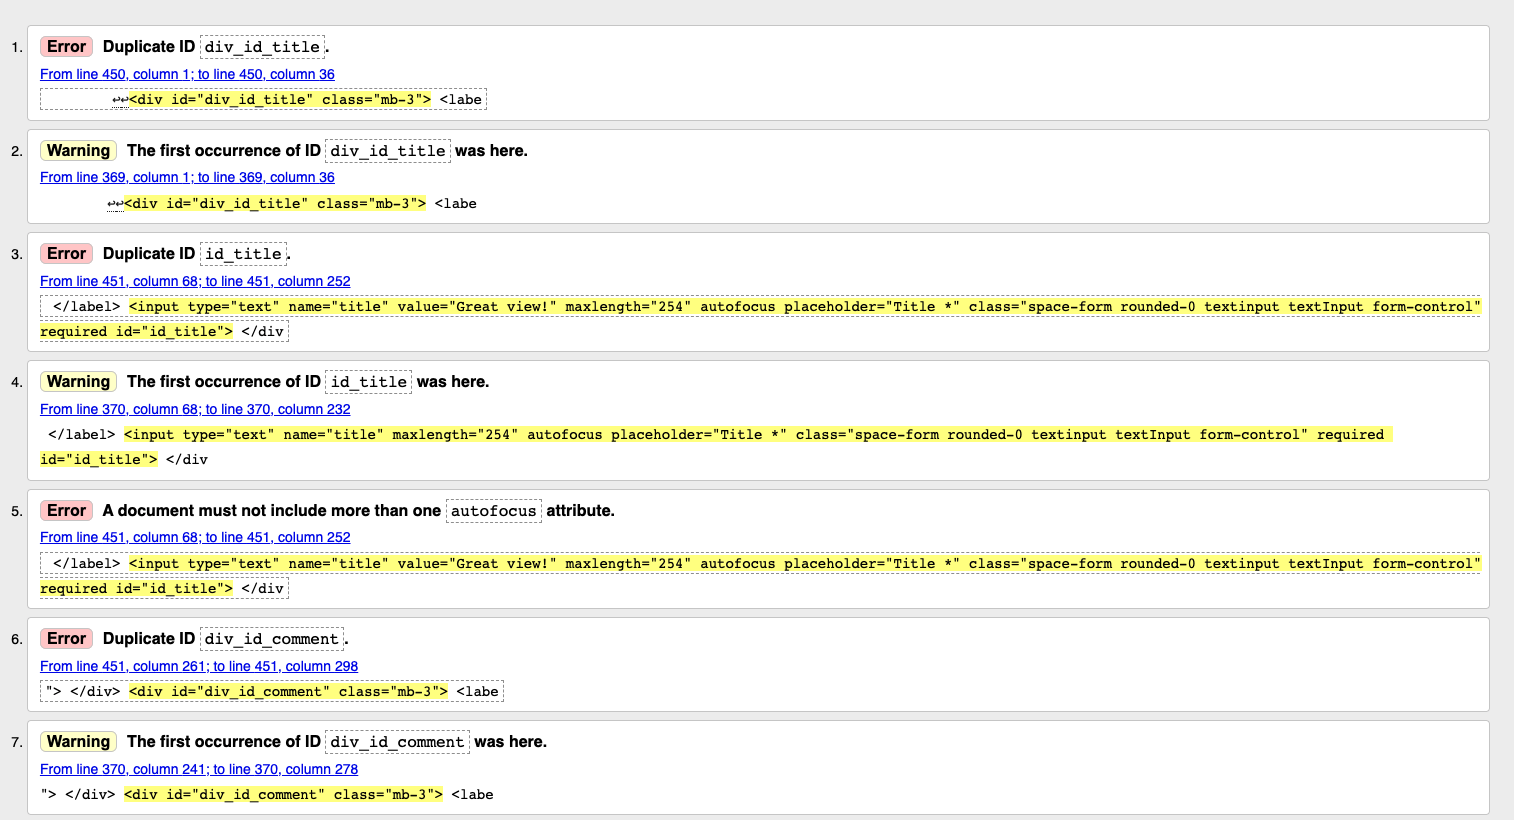 1. Error Duplicate ID div_id_title.
From line 450, column 1; to line 450, column 36
↩↩<div id="div_id_title" class="mb-3"> <labe
2. Warning The first occurrence of ID div_id_title was here.
From line 369, column 1; to line 369, column 36
↩↩<div id="div_id_title" class="mb-3"> <labe
3. Error Duplicate ID id_title.
From line 451, column 68; to line 451, column 252
</label> <input type="text" name="title" value="Great view!" maxlength="254" autofocus placeholder="Title *" class="space-form rounded-0 textinput textInput form-control"
required id="id_title"> </div
4. Warning The first occurrence of ID id_title was here.
From line 370, column 68; to line 370, column 232
</label> <input type="text" name="title" maxlength="254" autofocus placeholder="Title *" class="space-form rounded-0 textinput textInput form-control" required
id="id_title"> </div
5. Error A document must not include more than one autofocus attribute.
From line 451, column 68; to line 451, column 252
</label> <input type="text" name="title" value="Great view!" maxlength="254" autofocus placeholder="Title *" class="space-form rounded-0 textinput textInput form-control"
required id="id_title"> </div
6. Error Duplicate ID div_id_comment.
From line 451, column 261; to line 451, column 298
"> </div> <div id="div_id_comment" class="mb-3"> <labe
7. Warning The first occurrence of ID div_id_comment was here.
From line 370, column 241; to line 370, column 278
"> </div> <div id="div_id_comment" class="mb-3"> <labe